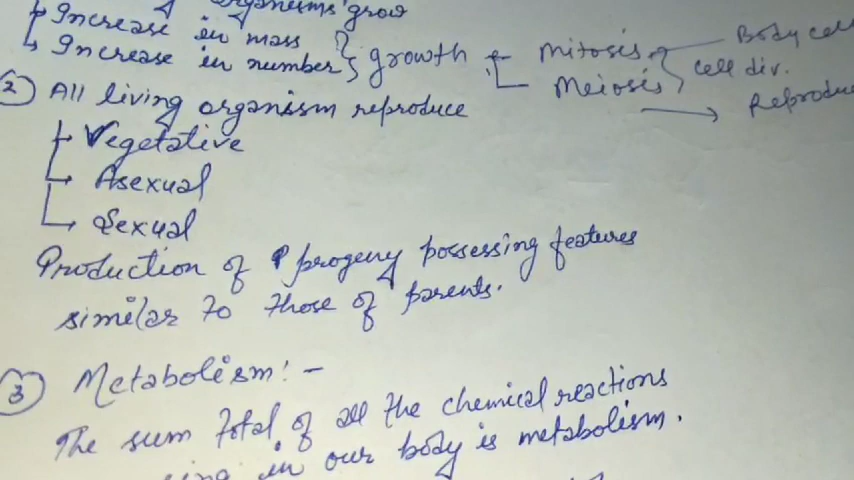 organisms grow
Increase in mass
Increase in number } growth
Mitosis
Meiosis } cell div.
Body cell
Reproduc
② All living organism reproduce
Vegetative
Asexual
Sexual
Production of progeny possessing features
similar to those of parents.
③ Metabolism:-
The sum total of all the chemical reactions
in our body is metabolism.